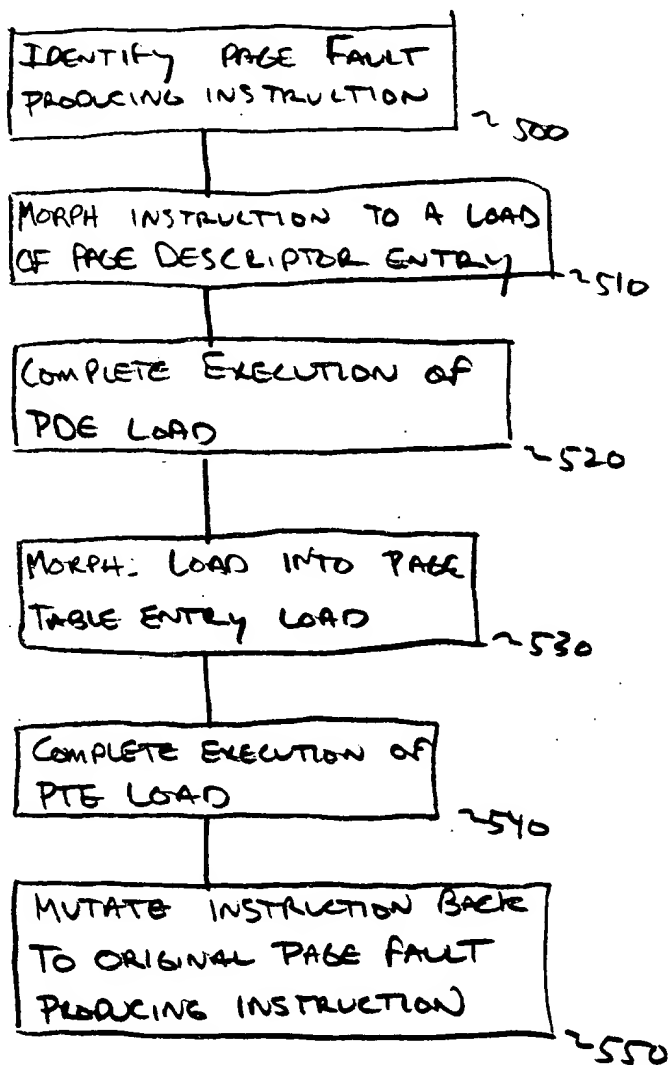 IDENTIFY PAGE FAULT
PRODUCING INSTRUCTION
~500
MORPH INSTRUCTION TO A LOAD
OF PAGE DESCRIPTOR ENTRY
~510
COMPLETE EXECUTION OF
PDE LOAD
~520
MORPH LOAD INTO PAGE
TABLE ENTRY LOAD
~530
COMPLETE EXECUTION OF
PTE LOAD
~540
MUTATE INSTRUCTION BACK
TO ORIGINAL PAGE FAULT
PRODUCING INSTRUCTION
~550